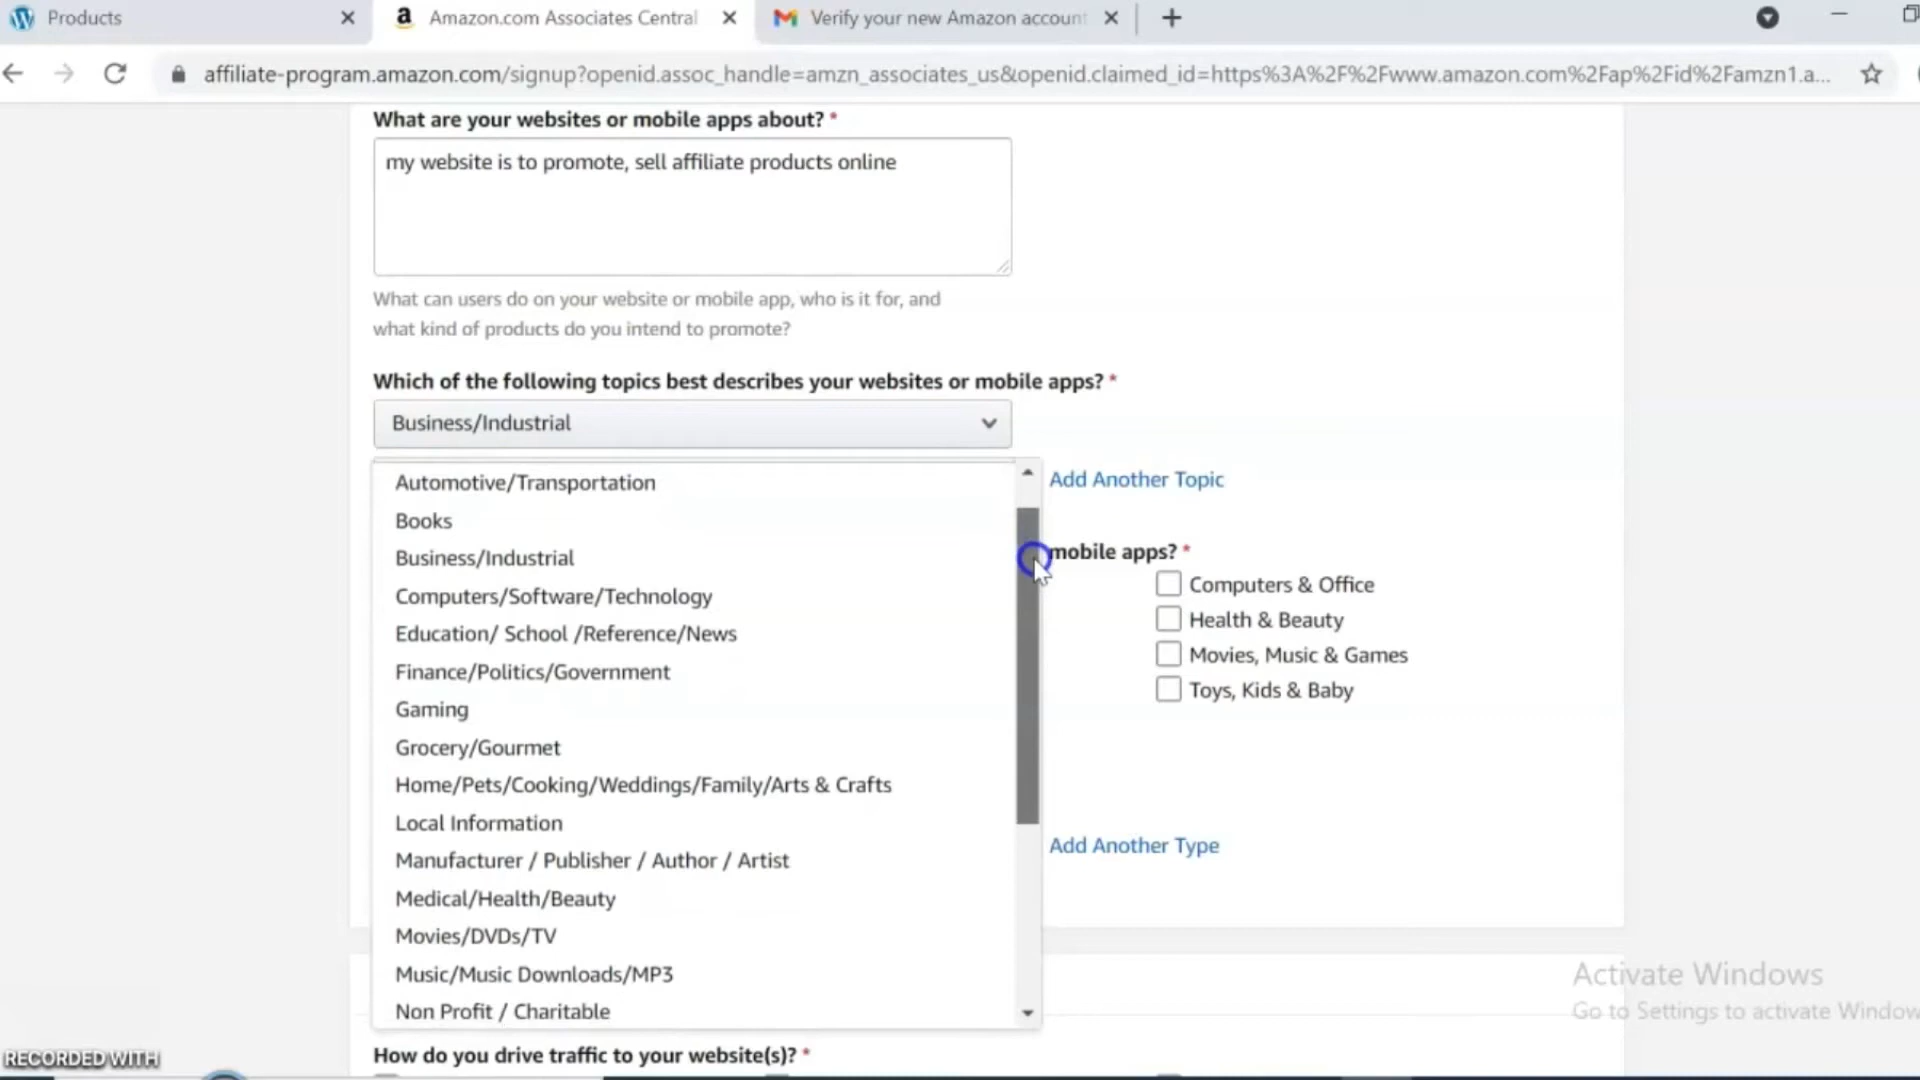 Products
Amazon.com Associates Central
Verify your new Amazon account
affiliate-program.amazon.com/signup?openid.assoc_handle=amzn_associates_us&openid.claimed_id=https%3A%2F%2Fwww.amazon.com%2Fap%2Fid%2Famzn1.a...
What are your websites or mobile apps about? *
my website is to promote, sell affiliate products online
What can users do on your website or mobile app, who is it for, and
what kind of products do you intend to promote?
Which of the following topics best describes your websites or mobile apps? *
Business/Industrial
Add Another Topic
Automotive/Transportation
Books
Business/Industrial
Computers/Software/Technology
Education/ School /Reference/News
Finance/Politics/Government
Gaming
Grocery/Gourmet
Home/Pets/Cooking/Weddings/Family/Arts & Crafts
Local Information
Manufacturer / Publisher / Author / Artist
Medical/Health/Beauty
Movies/DVDs/TV
Music/Music Downloads/MP3
Non Profit / Charitable
mobile apps? *
Computers & Office
Health & Beauty
Movies, Music & Games
Toys, Kids & Baby
Add Another Type
How do you drive traffic to your website(s)? *
Activate Windows
Go to Settings to activate Window
RECORDED WITH